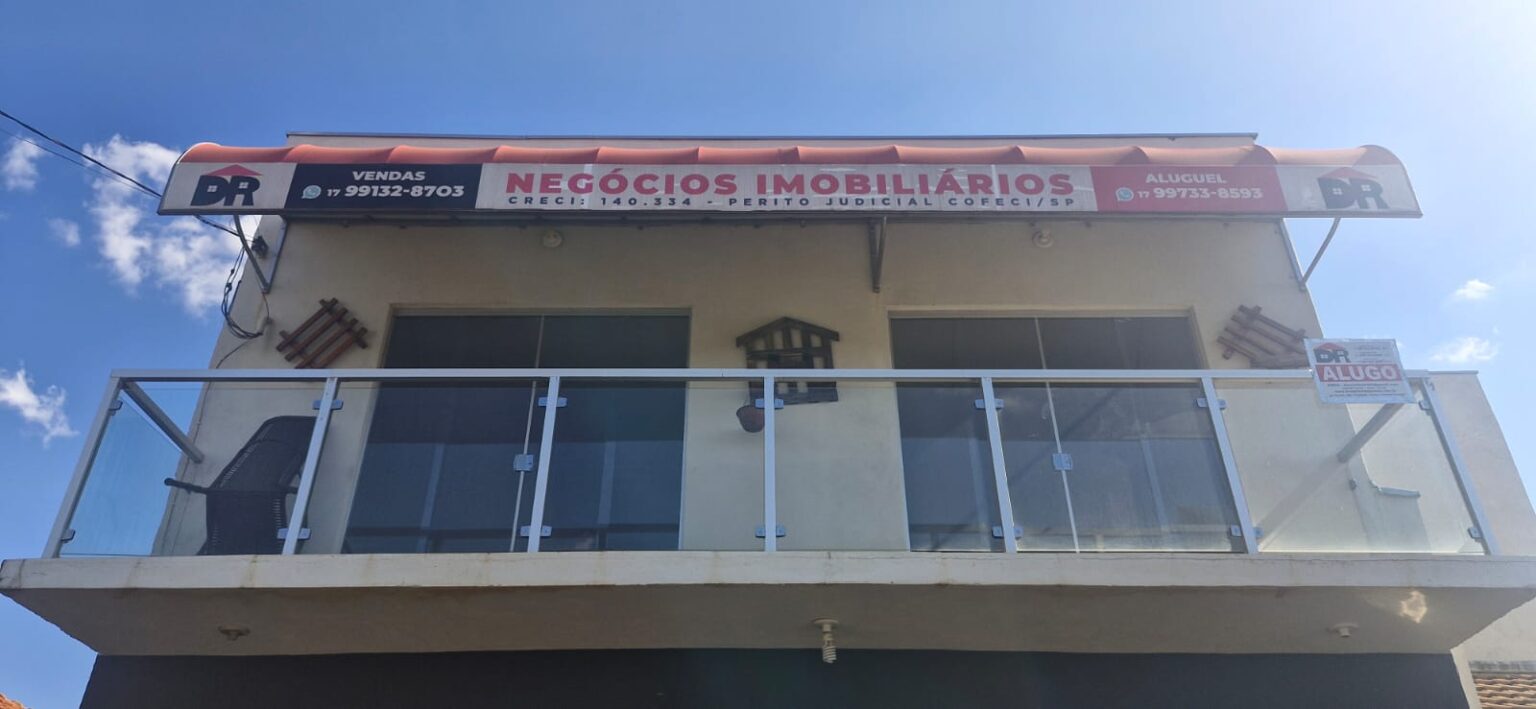 DR
VENDAS
17 99132-8703
NEGÓCIOS IMOBILIÁRIOS
CRECI: 140.334 - PERITO JUDICIAL COFECI/SP
ALUGUEL
17 99733-8593
DR
DR
ALUGO